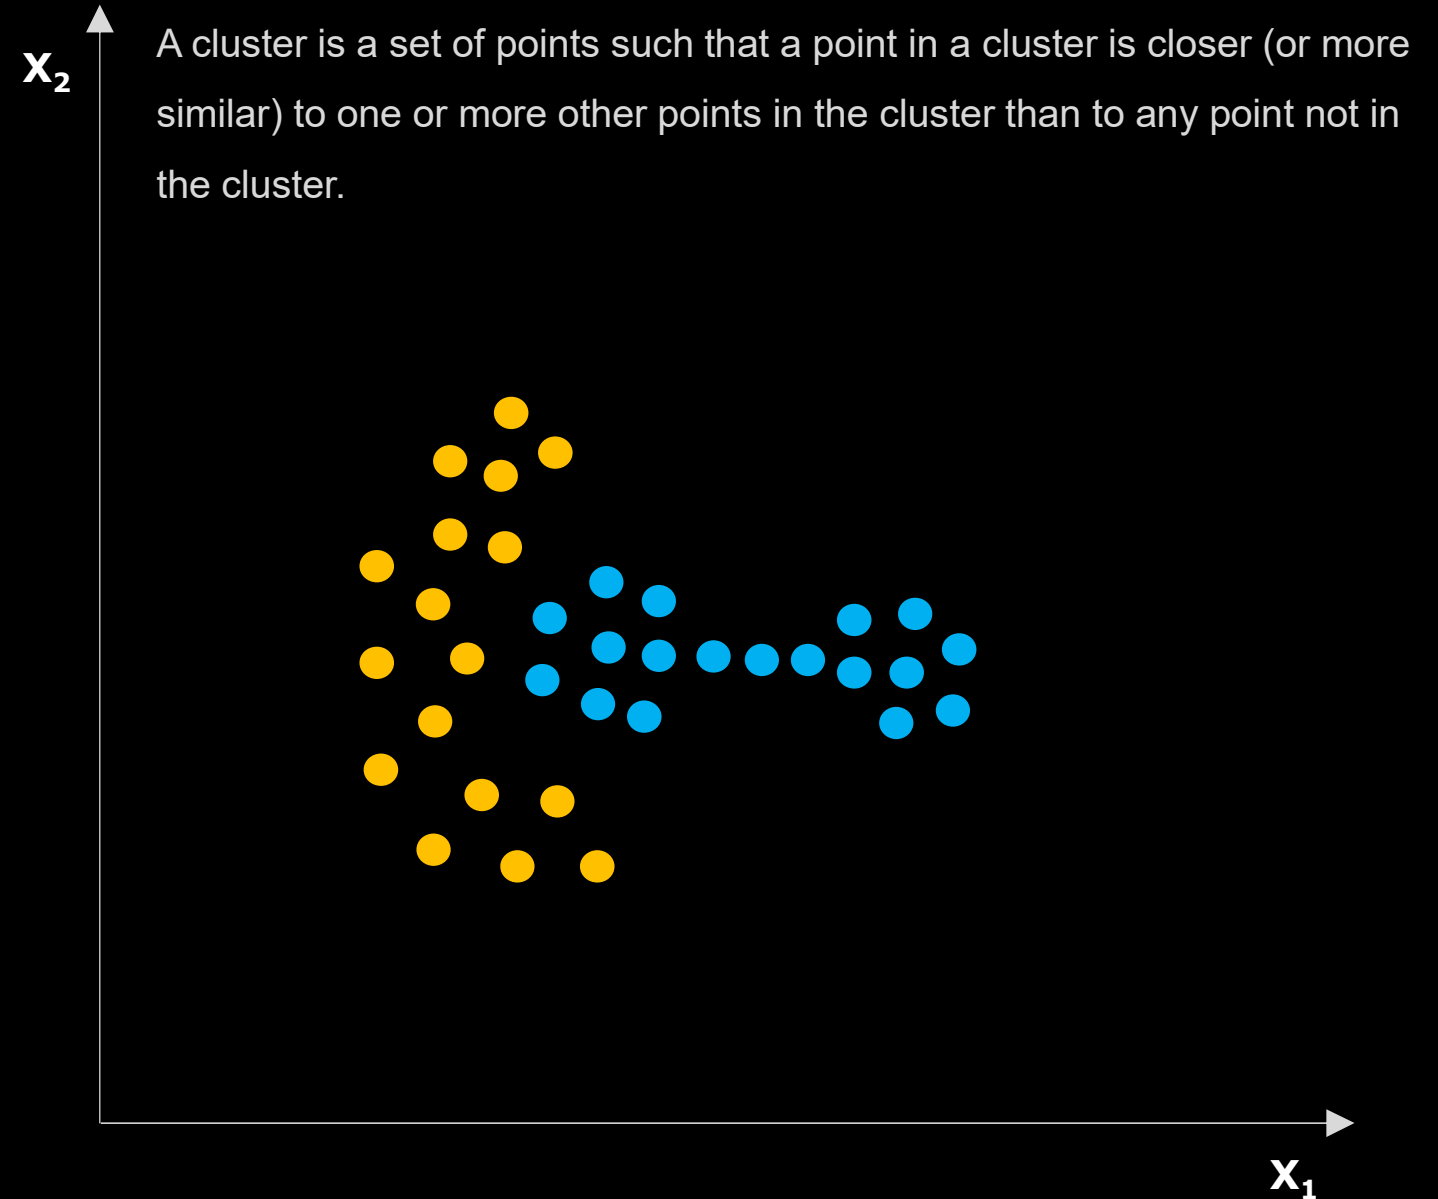 X₂
A cluster is a set of points such that a point in a cluster is closer (or more
similar) to one or more other points in the cluster than to any point not in
the cluster.
X₁